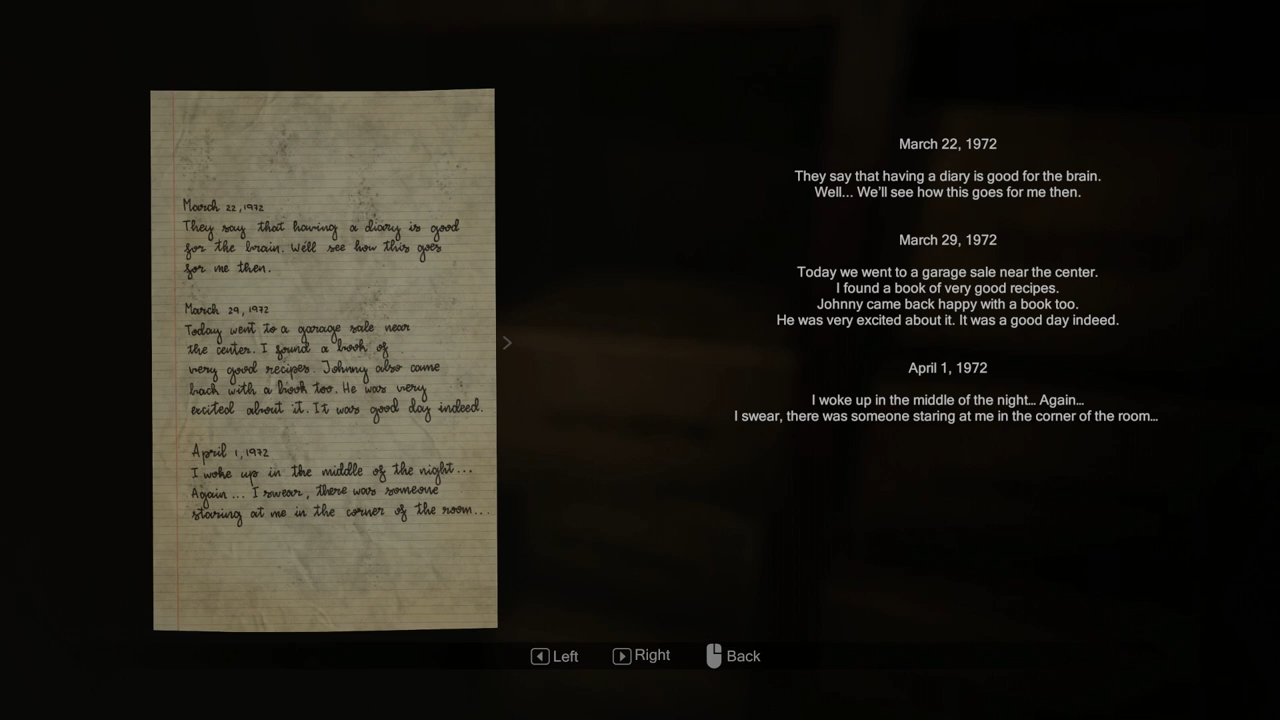 March 22, 1972
They say that having a diary is good
for the brain. We'll see how this goes
for me then.
March 29, 1972
Today went to a garage sale near
the center. I found a book of
very good recipes. Johnny also came
back with a book too. He was very
excited about it. It was good day indeed.
April 1, 1972
I woke up in the middle of the night...
Again... I swear, there was someone
staring at me in the corner of the room...
March 22, 1972
They say that having a diary is good for the brain.
Well... We'll see how this goes for me then.
March 29, 1972
Today we went to a garage sale near the center.
I found a book of very good recipes.
Johnny came back happy with a book too.
He was very excited about it. It was a good day indeed.
April 1, 1972
I woke up in the middle of the night... Again...
I swear, there was someone staring at me in the corner of the room...
Left Right Back